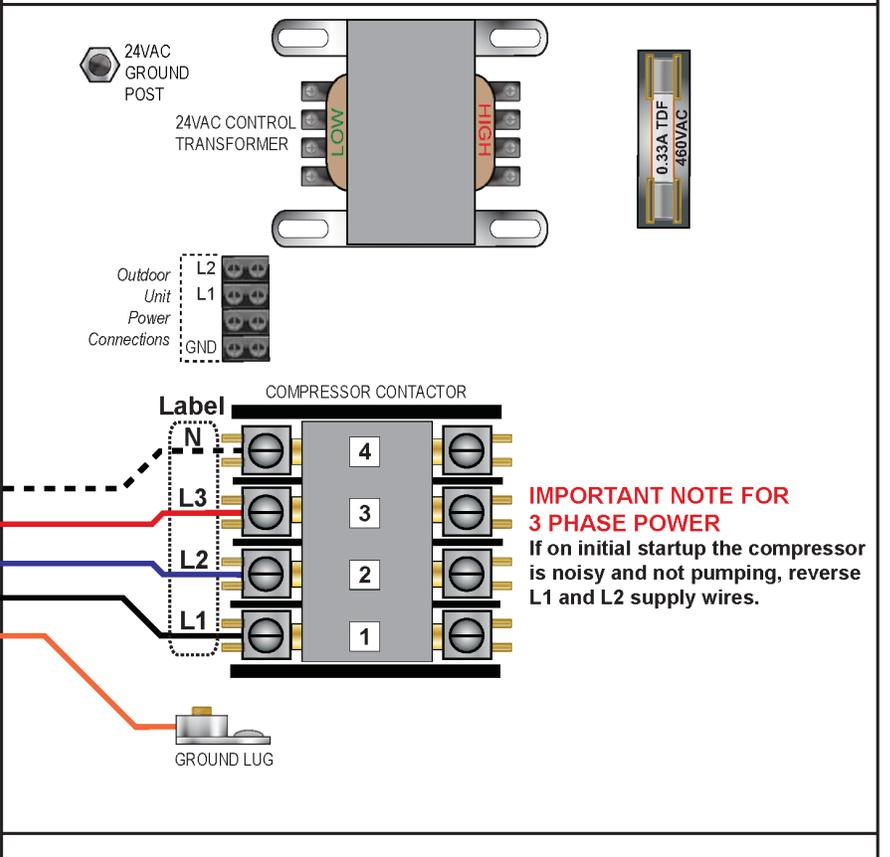 24VAC
GROUND
POST
24VAC CONTROL
TRANSFORMER
LOW
HIGH
0.33A TDF
460VAC
Outdoor
Unit
Power
Connections
L2
L1
GND
COMPRESSOR CONTACTOR
Label
N
L3
L2
L1
4
3
2
1
IMPORTANT NOTE FOR
3 PHASE POWER
If on initial startup the compressor
is noisy and not pumping, reverse
L1 and L2 supply wires.
GROUND LUG